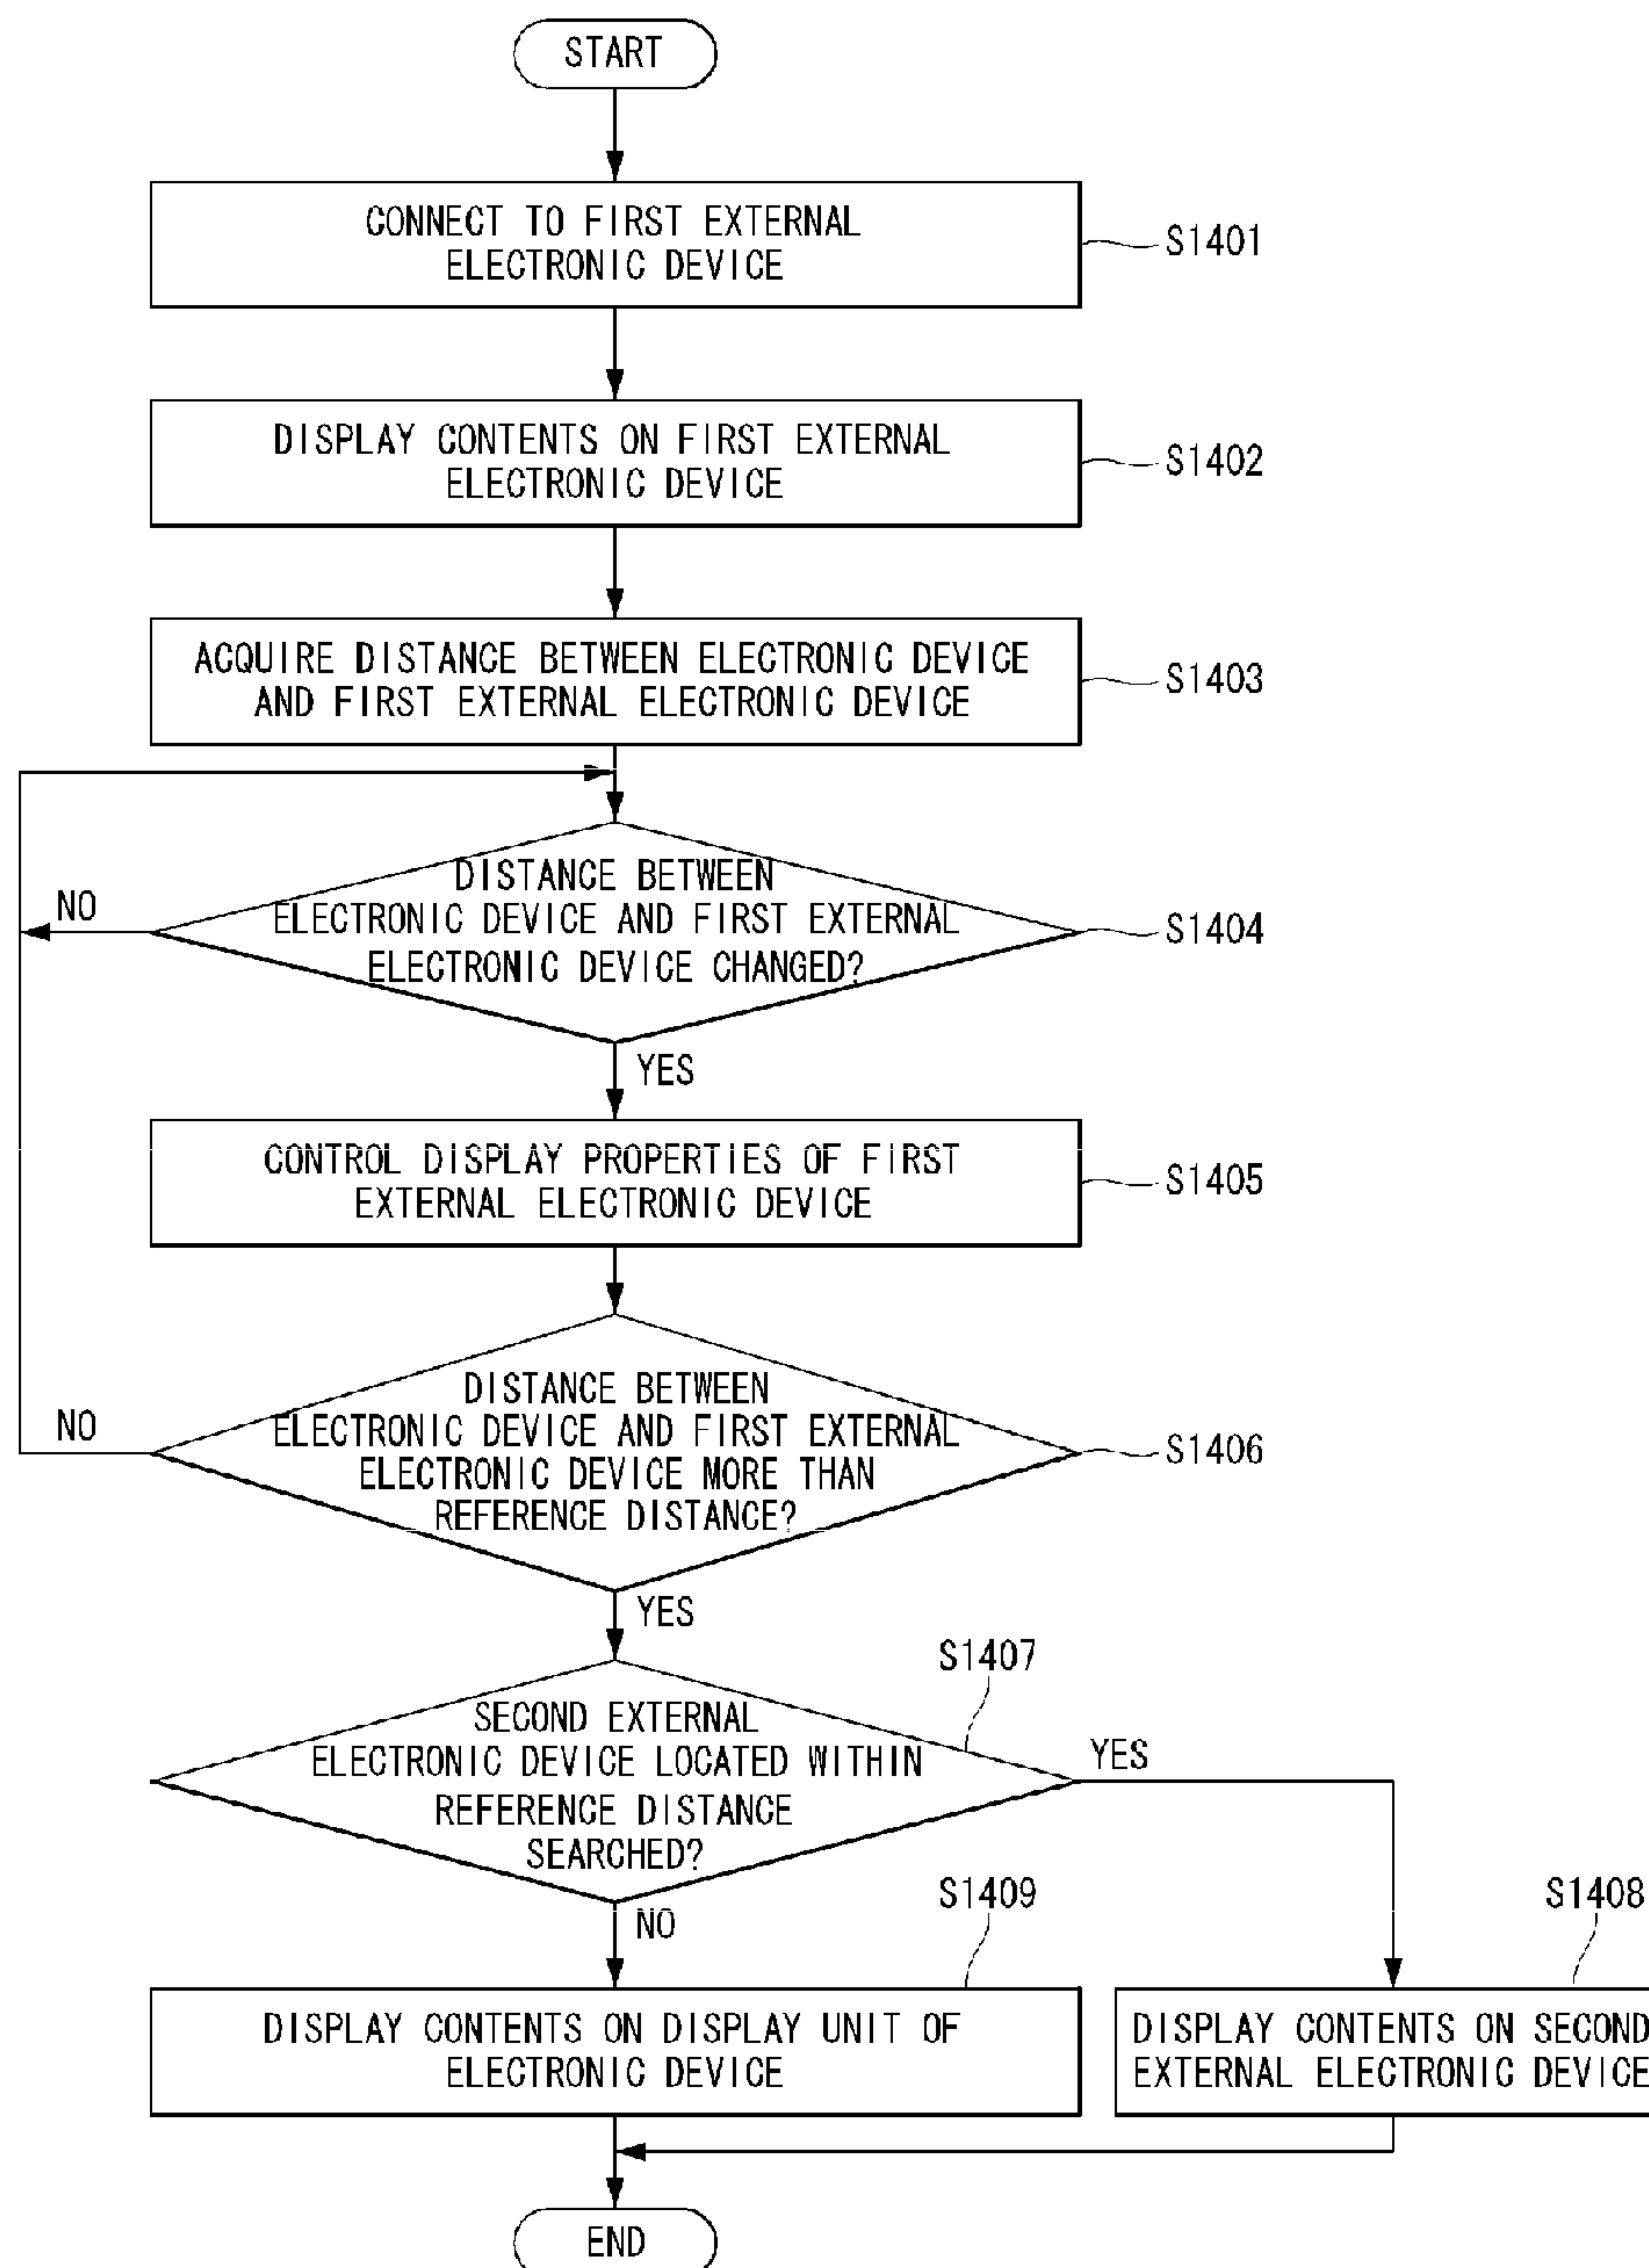 START
CONNECT TO FIRST EXTERNAL
ELECTRONIC DEVICE
S1401
DISPLAY CONTENTS ON FIRST EXTERNAL
ELECTRONIC DEVICE
S1402
ACQUIRE DISTANCE BETWEEN ELECTRONIC DEVICE
AND FIRST EXTERNAL ELECTRONIC DEVICE
S1403
DISTANCE BETWEEN
ELECTRONIC DEVICE AND FIRST EXTERNAL
ELECTRONIC DEVICE CHANGED?
NO
S1404
YES
CONTROL DISPLAY PROPERTIES OF FIRST
EXTERNAL ELECTRONIC DEVICE
S1405
DISTANCE BETWEEN
ELECTRONIC DEVICE AND FIRST EXTERNAL
ELECTRONIC DEVICE MORE THAN
REFERENCE DISTANCE?
NO
S1406
YES
S1407
SECOND EXTERNAL
ELECTRONIC DEVICE LOCATED WITHIN
REFERENCE DISTANCE
SEARCHED?
YES
NO
S1409
S1408
DISPLAY CONTENTS ON DISPLAY UNIT OF
ELECTRONIC DEVICE
DISPLAY CONTENTS ON SECOND
EXTERNAL ELECTRONIC DEVICE
END